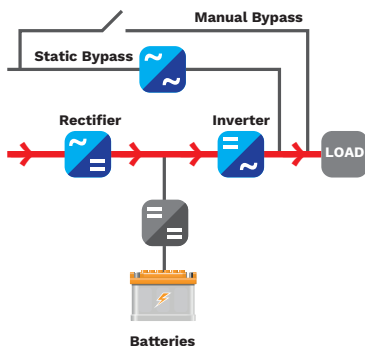 Manual Bypass
Static Bypass
Rectifier
Inverter
LOAD
Batteries